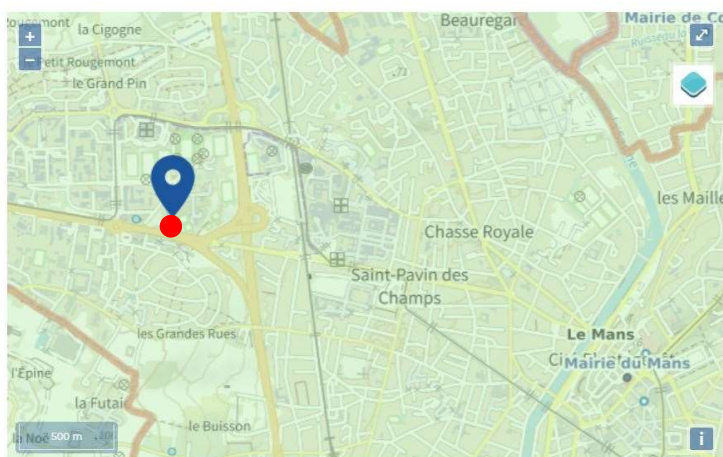 Rougemont
la Cigogne
Beauregard
Mairie de Co
+
−
Petit Rougemont
le Grand Pin
les Maille
Chasse Royale
Saint-Pavin des
Champs
les Grandes Rues
Le Mans
Mairie du Mans
l'Épine
la Futaie
le Buisson
la Noë
500 m
i